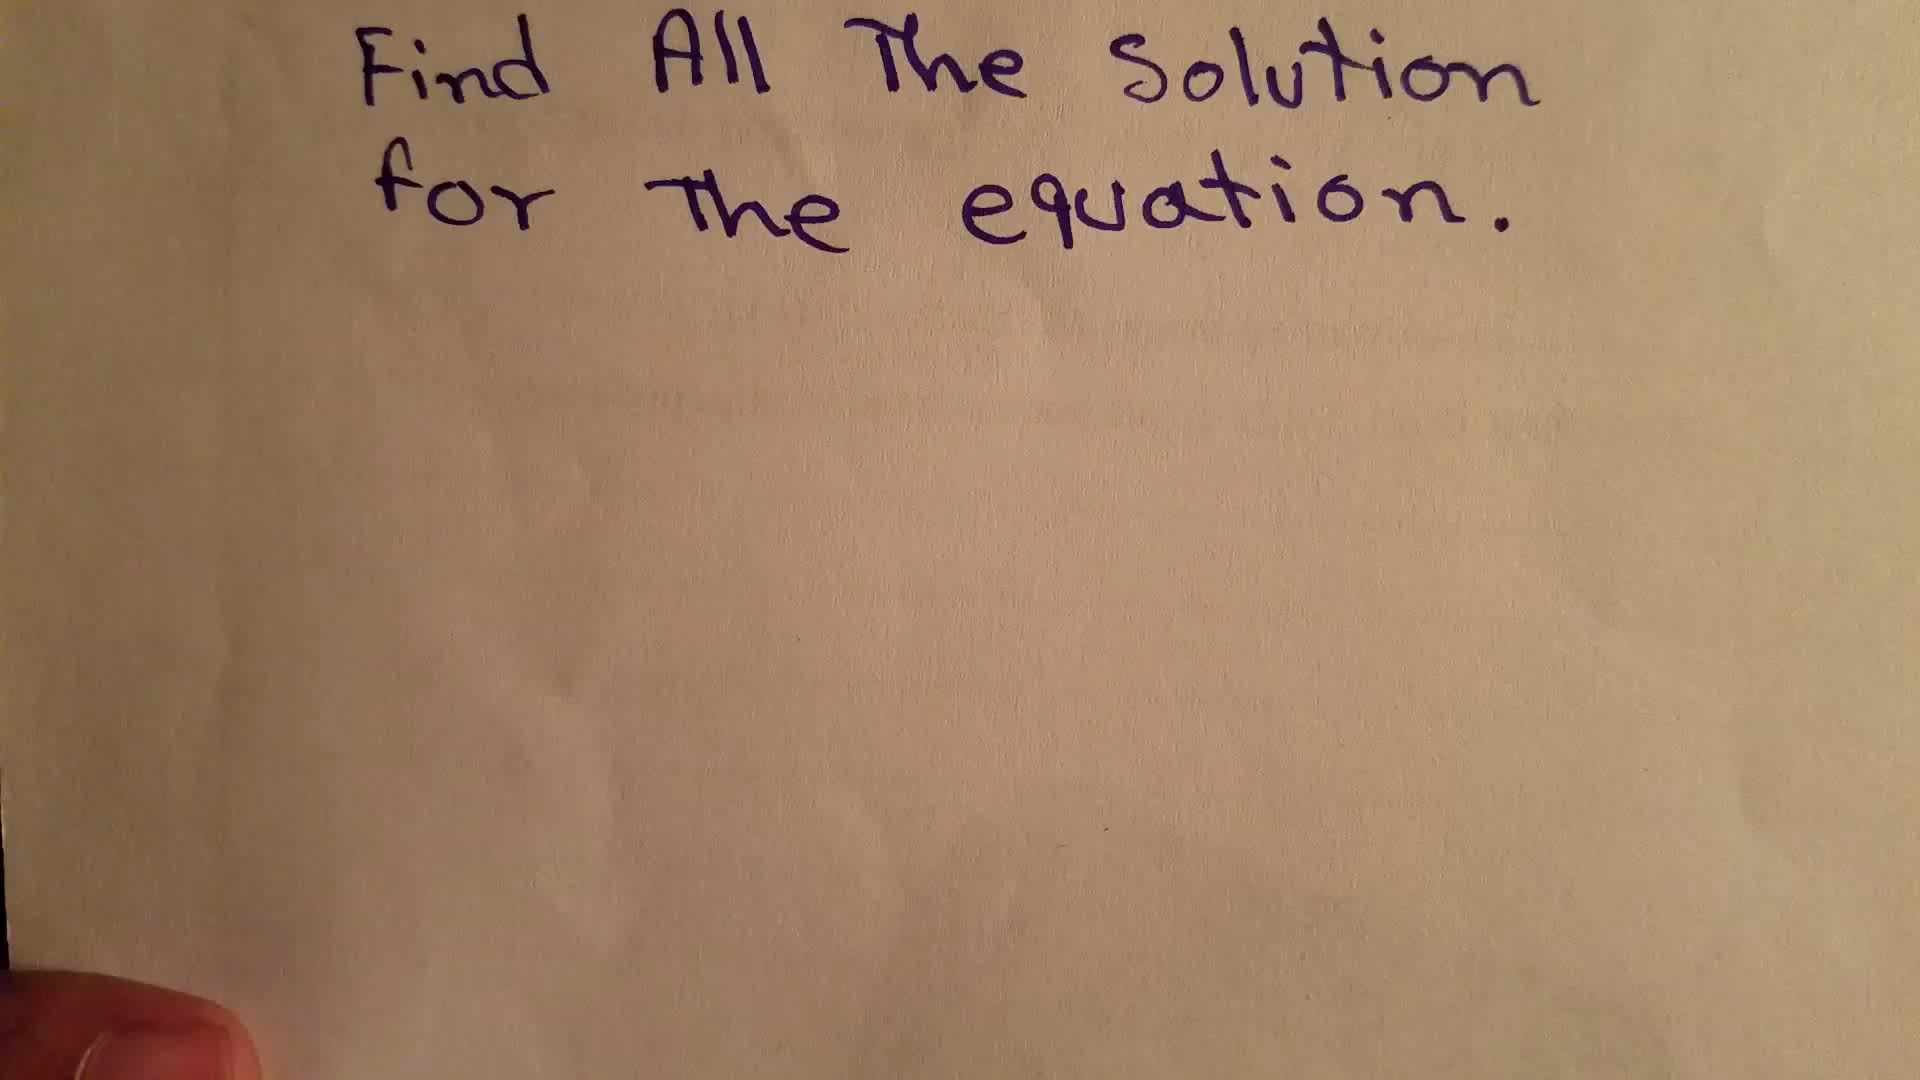 Find All The Solution
for The equation.